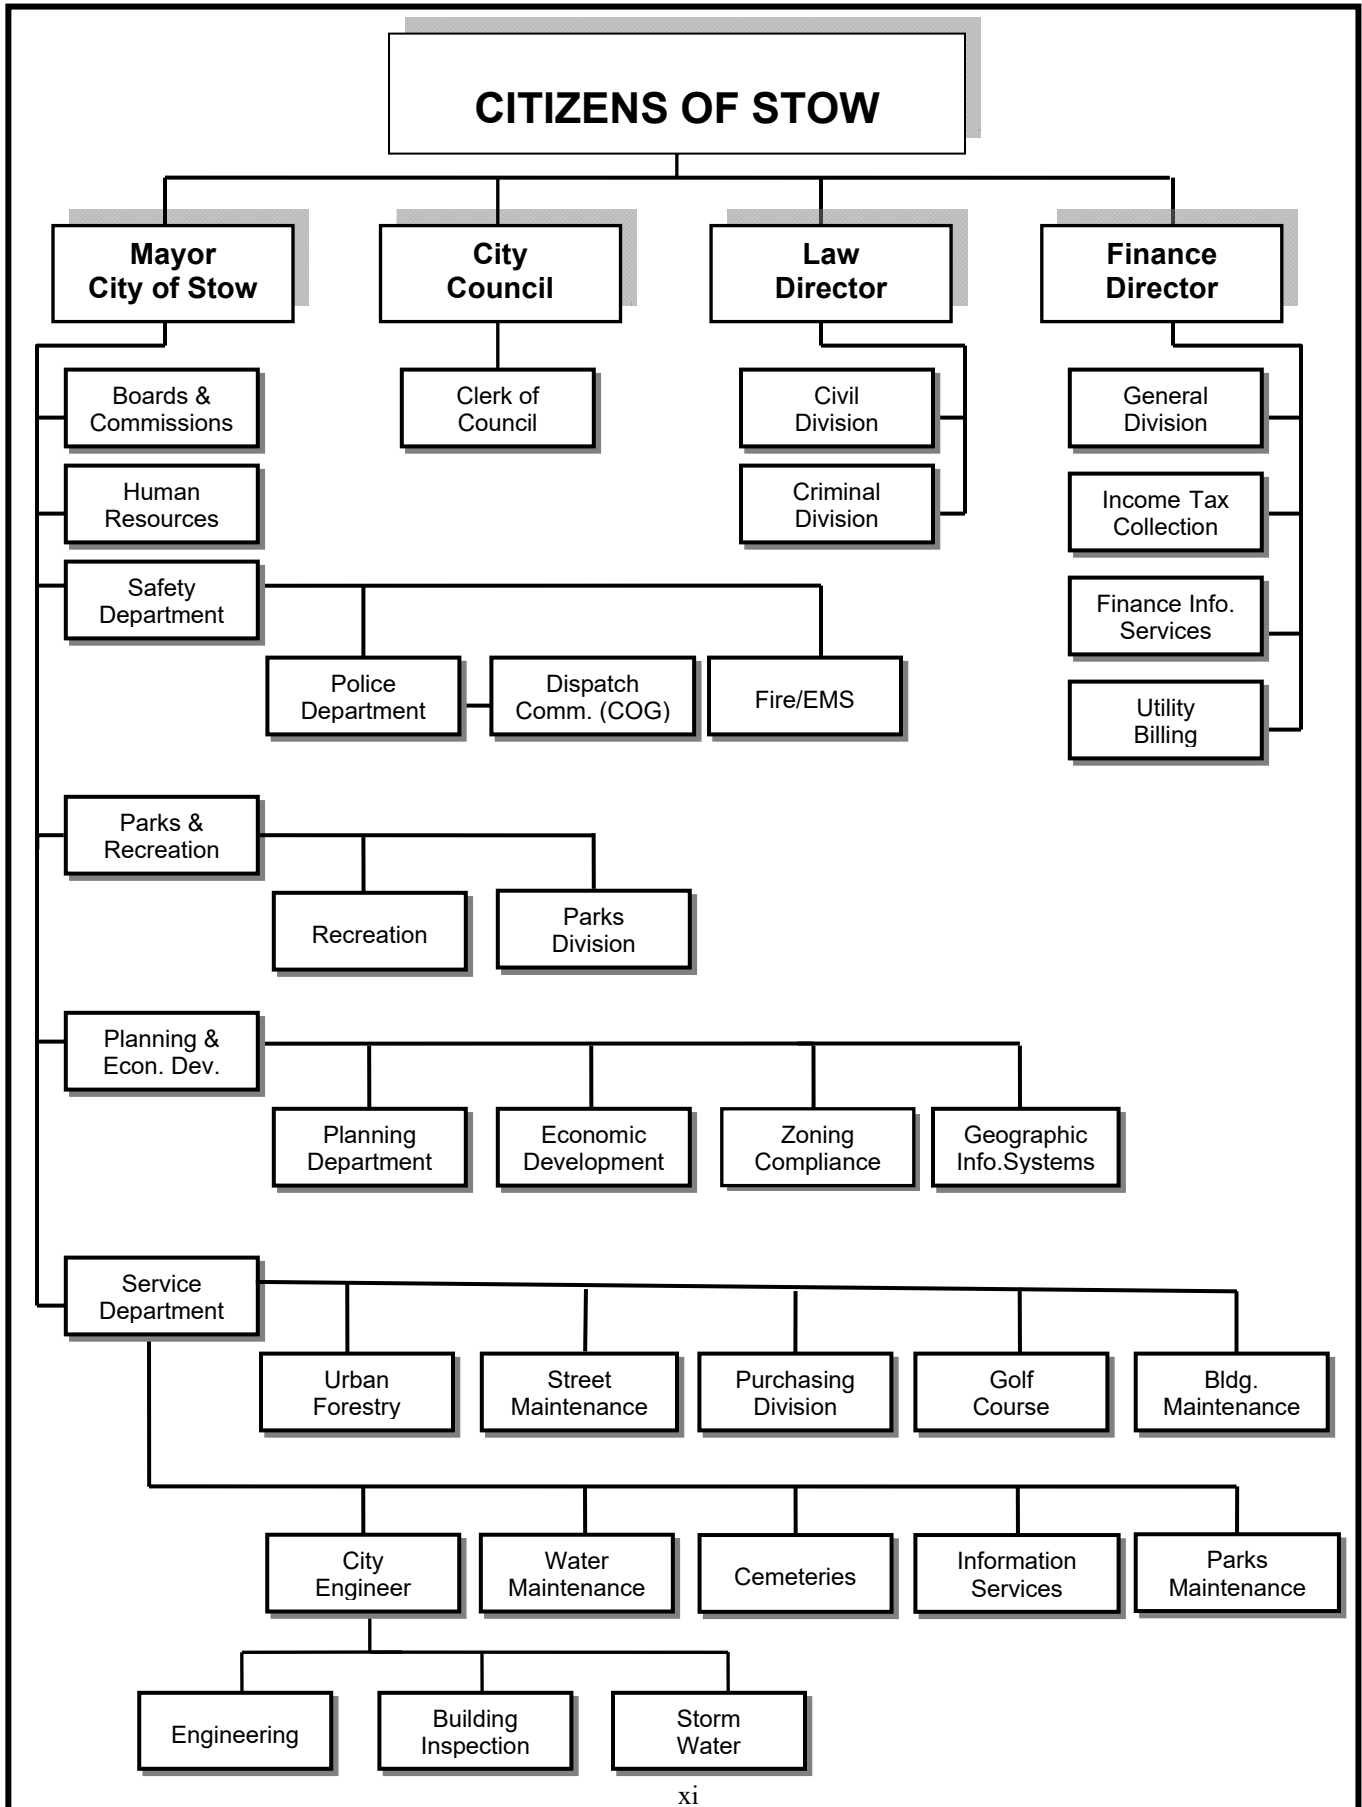 CITIZENS OF STOW
Mayor
City of Stow
City
Council
Law
Director
Finance
Director
Boards &
Commissions
Clerk of
Council
Civil
Division
General
Division
Human
Resources
Criminal
Division
Income Tax
Collection
Safety
Department
Finance Info.
Services
Police
Department
Dispatch
Comm. (COG)
Fire/EMS
Utility
Billing
Parks &
Recreation
Recreation
Parks
Division
Planning &
Econ. Dev.
Planning
Department
Economic
Development
Zoning
Compliance
Geographic
Info.Systems
Service
Department
Urban
Forestry
Street
Maintenance
Purchasing
Division
Golf
Course
Bldg.
Maintenance
City
Engineer
Water
Maintenance
Cemeteries
Information
Services
Parks
Maintenance
Engineering
Building
Inspection
Storm
Water
xi